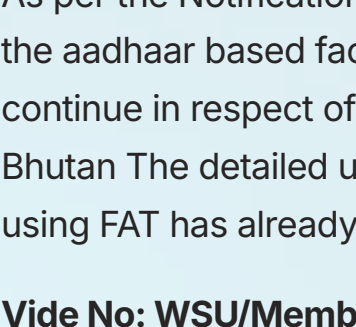 As per the Notification
the aadhaar based fac
continue in respect of
Bhutan The detailed u
using FAT has already
Vide No: WSU/Memb